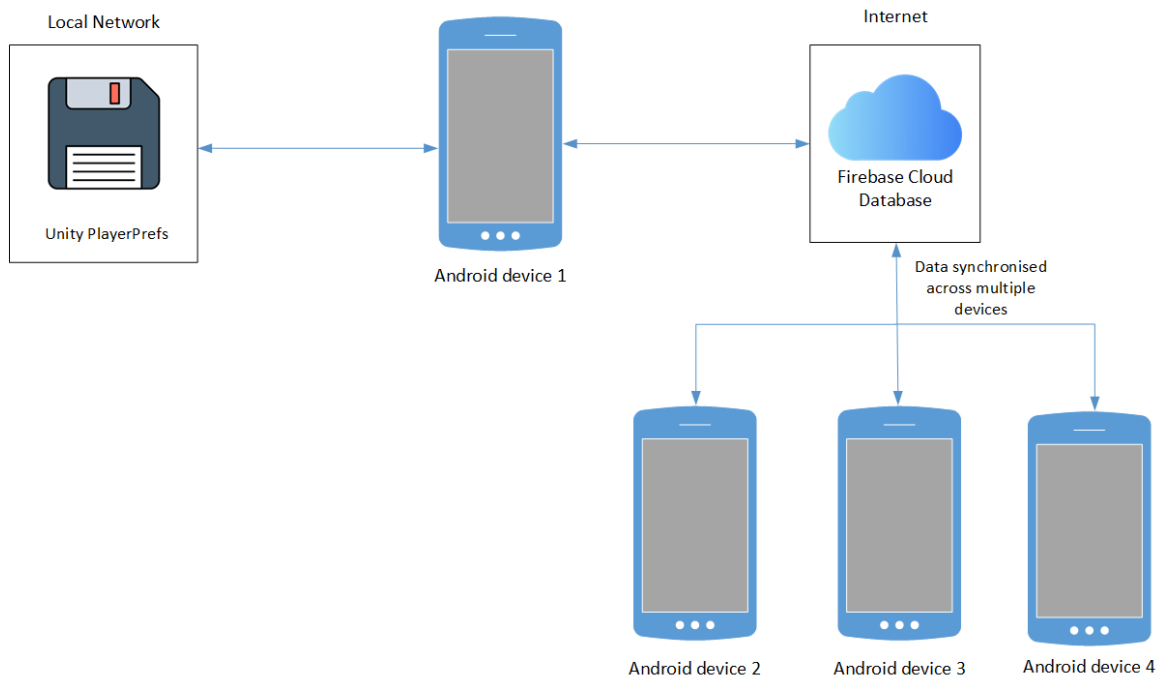 Local Network
Internet
Unity PlayerPrefs
Android device 1
Firebase Cloud
Database
Data synchronised
across multiple
devices
Android device 2
Android device 3
Android device 4